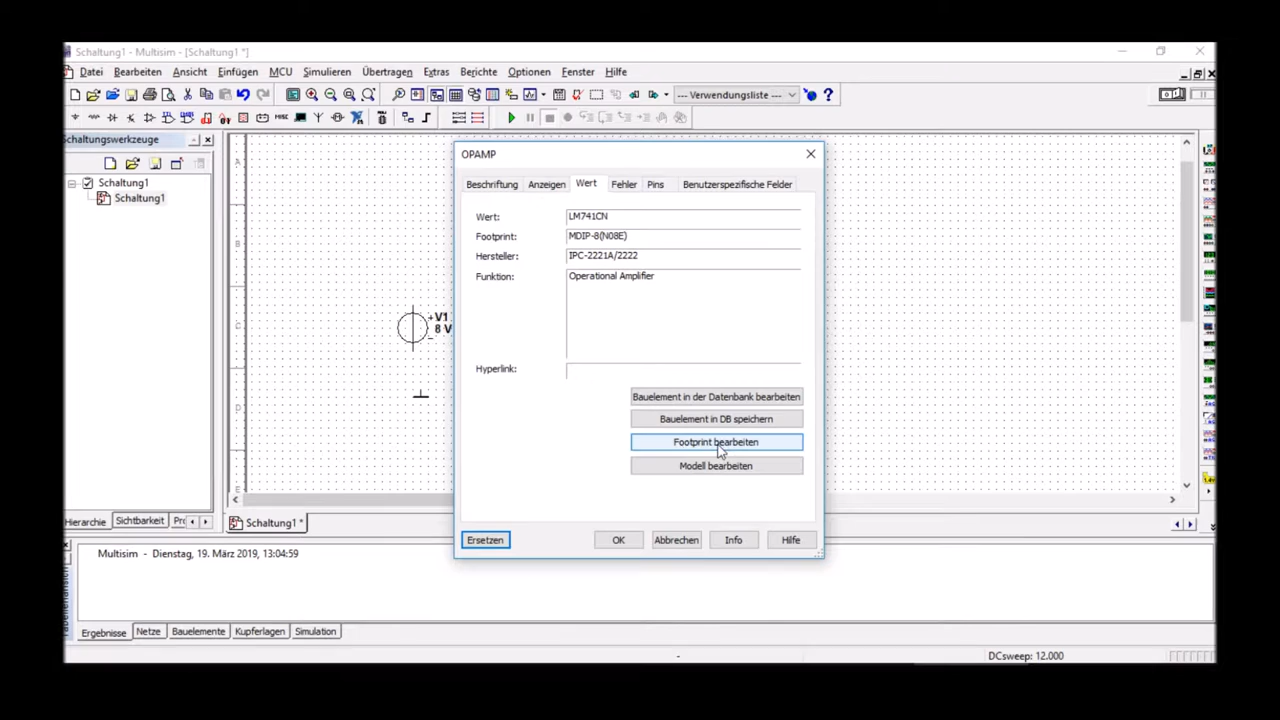 Schaltung1 - Multisim - [Schaltung1 *]
Datei Bearbeiten Ansicht Einfügen MCU Simulieren Übertragen Extras Berichte Optionen Fenster Hilfe
--- Verwendungsliste ---
Schaltungswerkzeuge
Schaltung1
Schaltung1
A
B
C
D
E
+ V1
8 V
OPAMP
Beschriftung Anzeigen Wert Fehler Pins Benutzerspezifische Felder
Wert: LM741CN
Footprint: MDIP-8(N08E)
Hersteller: IPC-2221A/2222
Funktion: Operational Amplifier
Hyperlink:
Bauelement in der Datenbank bearbeiten
Bauelement in DB speichern
Footprint bearbeiten
Modell bearbeiten
Ersetzen OK Abbrechen Info Hilfe
Hierarchie Sichtbarkeit Pr
Schaltung1 *
Multisim - Dienstag, 19. März 2019, 13:04:59
Ergebnisse Netze Bauelemente Kupferlagen Simulation
- DCsweep: 12.000